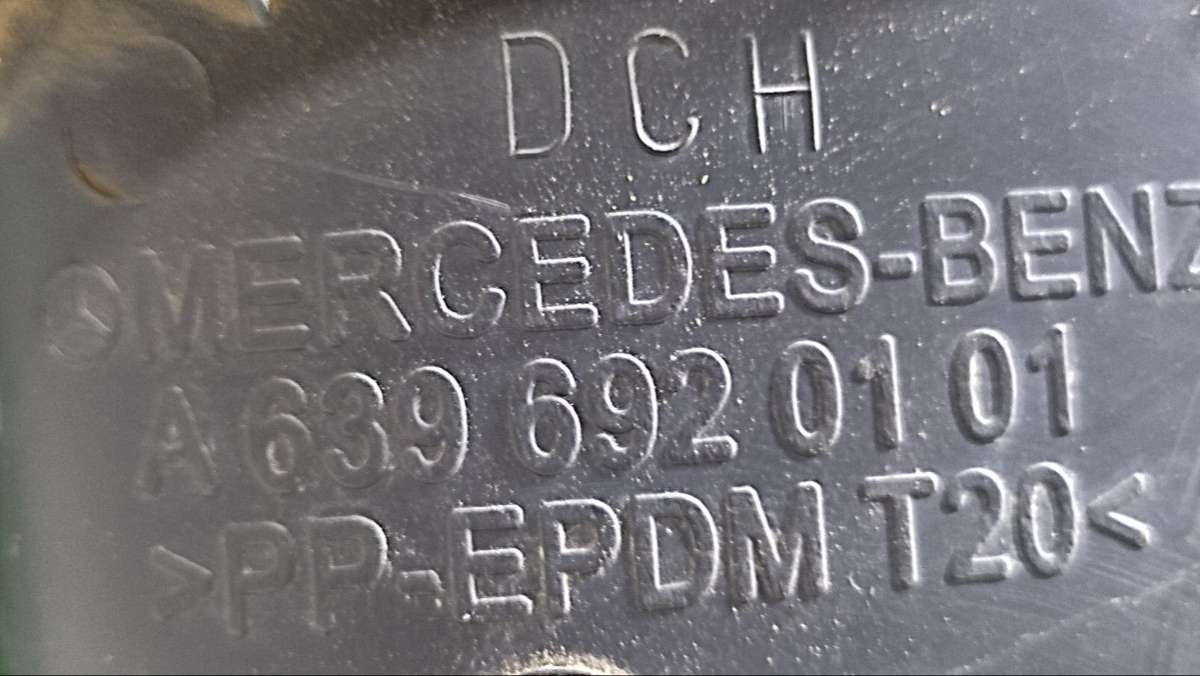 DCH
MERCEDES-BENZ
A 639 692 01 01
>PP-EPDM T20<